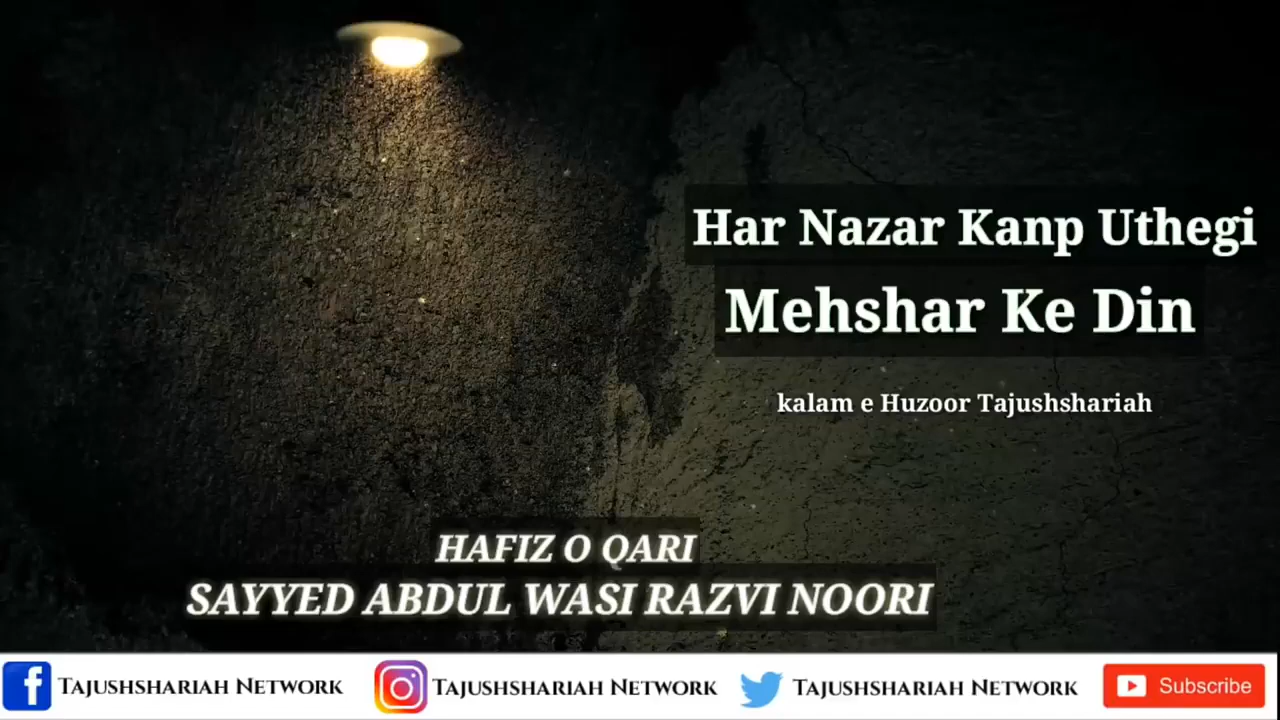 Har Nazar Kanp Uthegi
Mehshar Ke Din
kalam e Huzoor Tajushshariah
HAFIZ O QARI
SAYYED ABDUL WASI RAZVI NOORI
TAJUSHSHARIAH NETWORK TAJUSHSHARIAH NETWORK TAJUSHSHARIAH NETWORK Subscribe